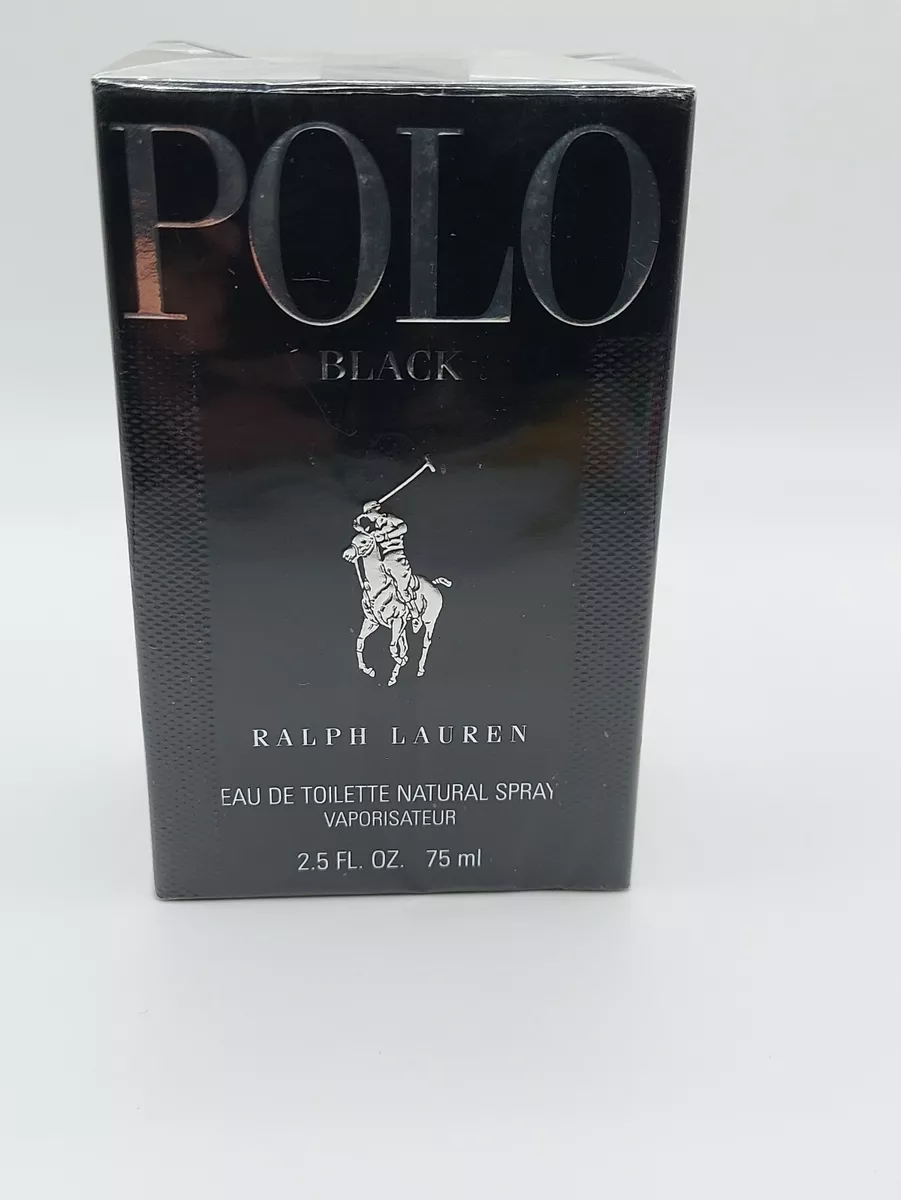 POLO
BLACK
RALPH LAUREN
EAU DE TOILETTE NATURAL SPRAY
VAPORISATEUR
2.5 FL. OZ. 75 ml